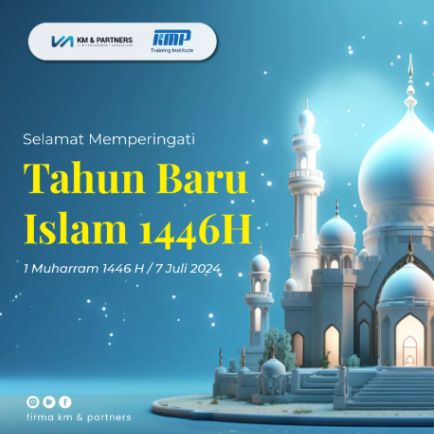 KM & PARTNERS
KMP
Training Institute
Selamat Memperingati
Tahun Baru
Islam 1446H
1 Muharram 1446 H / 7 Juli 2024
firma km & partners